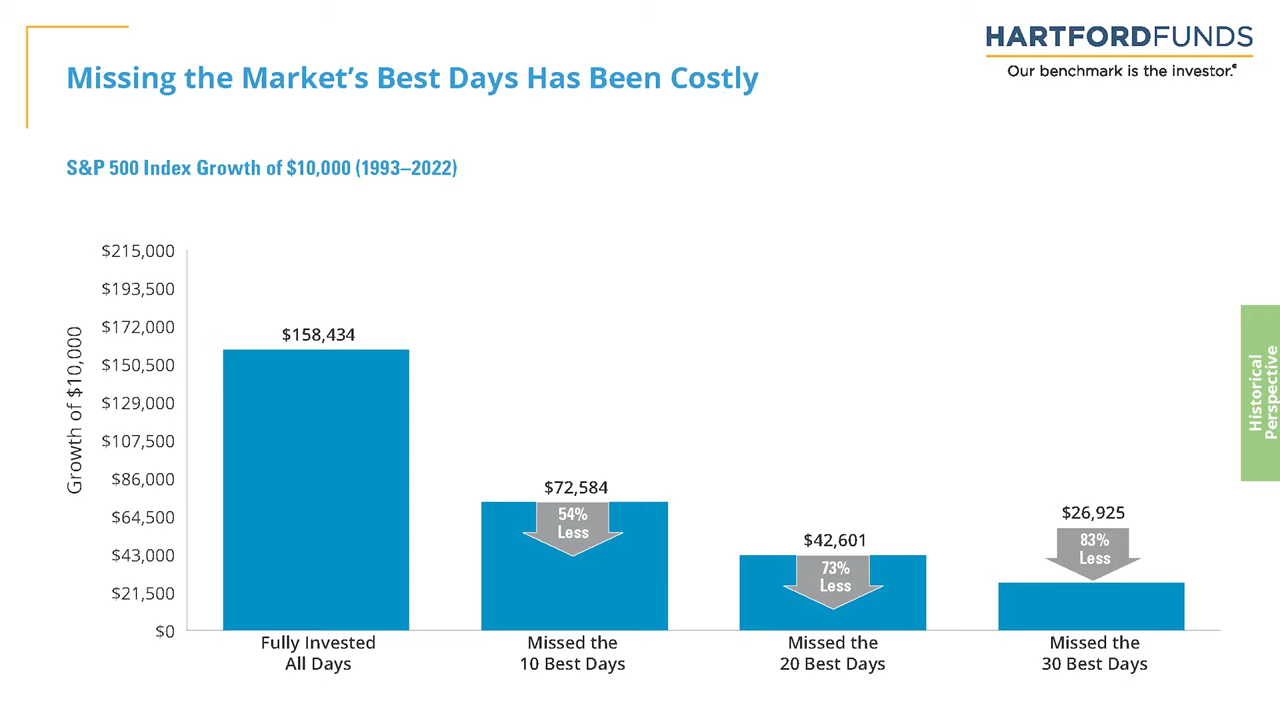 HARTFORDFUNDS
Our benchmark is the investor.®
Missing the Market’s Best Days Has Been Costly
S&P 500 Index Growth of $10,000 (1993–2022)
Growth of $10,000
$215,000
$193,500
$172,000
$150,500
$129,000
$107,500
$86,000
$64,500
$43,000
$21,500
$0
$158,434
$72,584
54%
Less
$42,601
73%
Less
$26,925
83%
Less
Fully Invested
All Days
Missed the
10 Best Days
Missed the
20 Best Days
Missed the
30 Best Days
Historical
Perspective